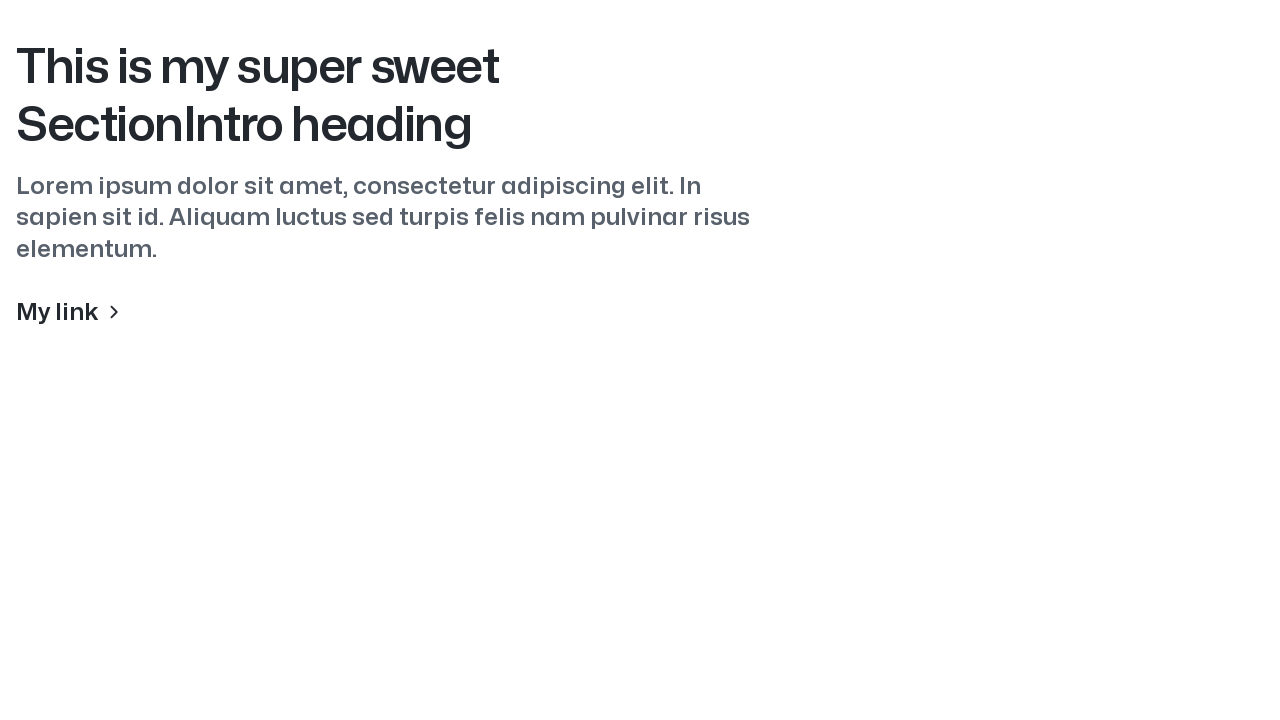 This is my super sweet
SectionIntro heading
Lorem ipsum dolor sit amet, consectetur adipiscing elit. In
sapien sit id. Aliquam luctus sed turpis felis nam pulvinar risus
elementum.
My link